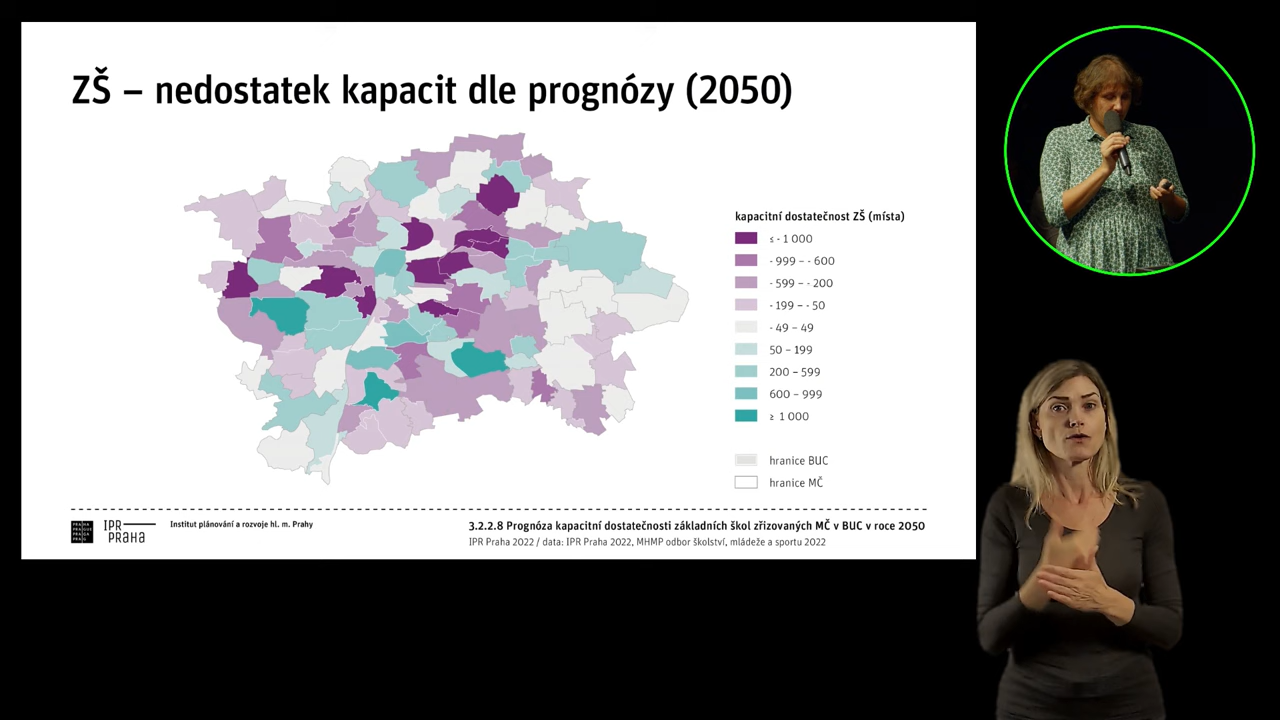 ZŠ – nedostatek kapacit dle prognózy (2050)
kapacitní dostatečnost ZŠ (místa)
≤ - 1 000
- 999 – - 600
- 599 – - 200
- 199 – - 50
- 49 – 49
50 – 199
200 – 599
600 – 999
≥ 1 000
hranice BUC
hranice MČ
IPR
PRAHA
Institut plánování a rozvoje hl. m. Prahy
3.2.2.8 Prognóza kapacitní dostatečnosti základních škol zřizovaných MČ v BUC v roce 2050
IPR Praha 2022 / data: IPR Praha 2022, MHMP odbor školství, mládeže a sportu 2022